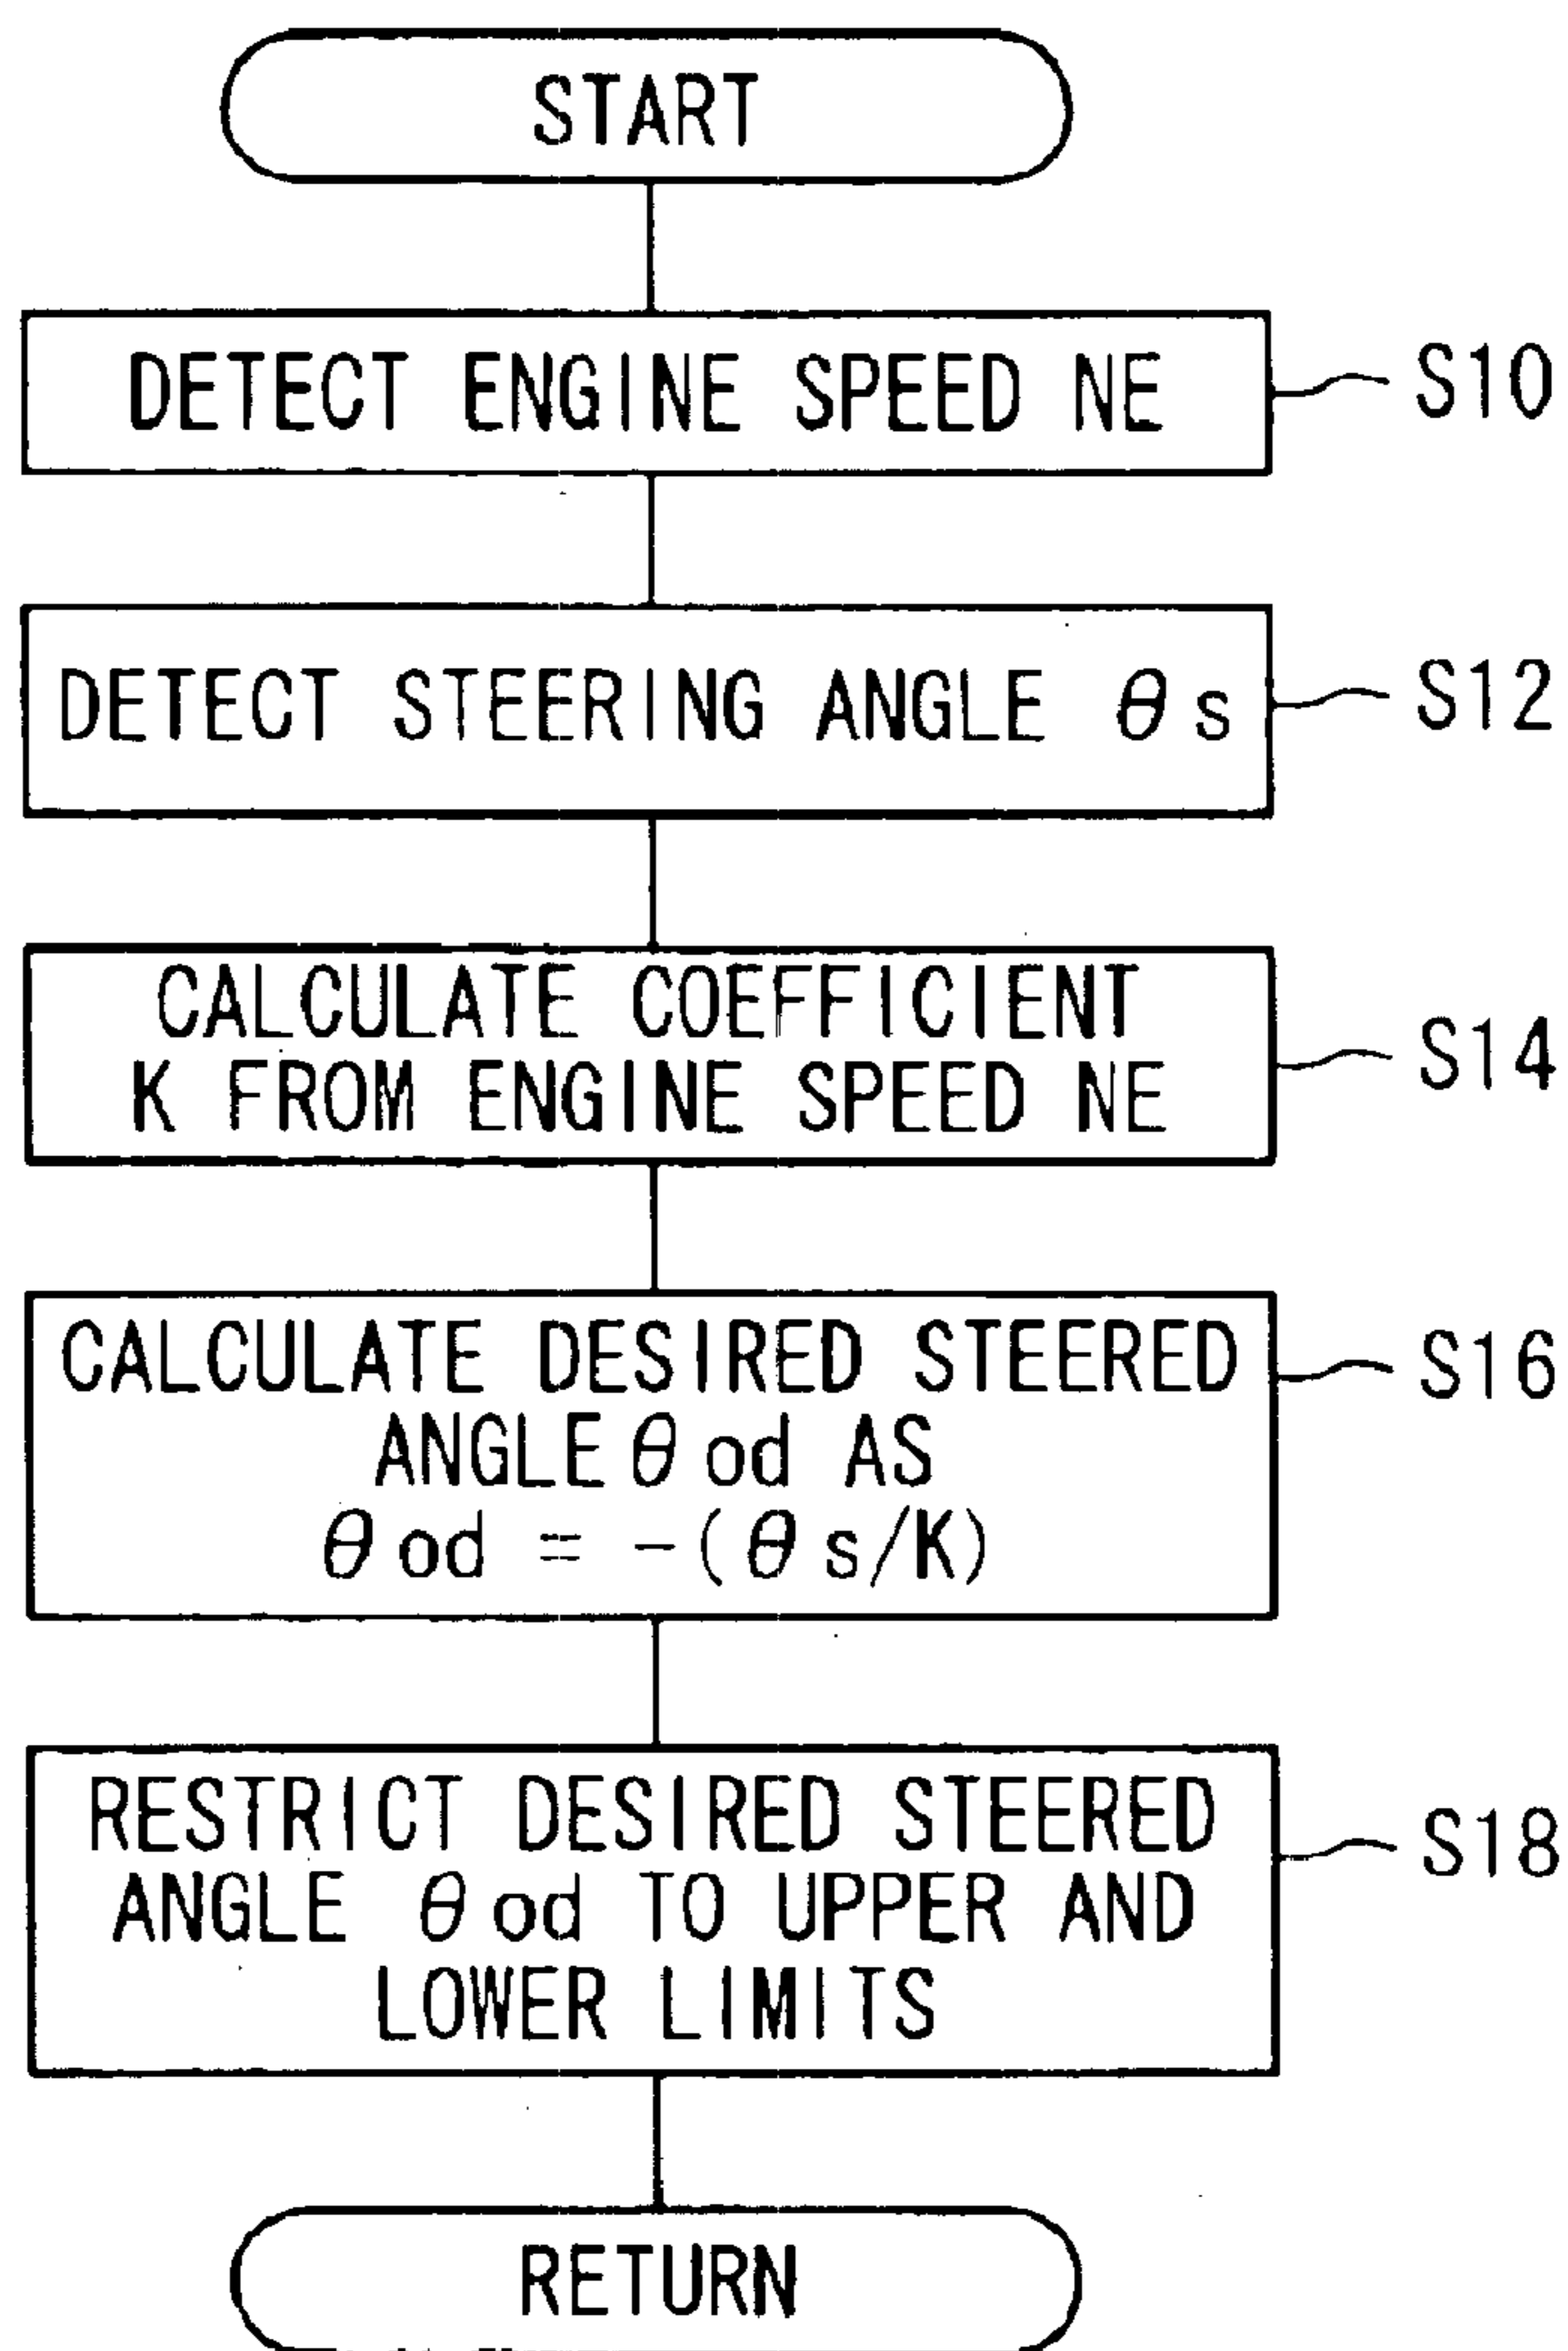 START
DETECT ENGINE SPEED NE
S10
DETECT STEERING ANGLE θs
S12
CALCULATE COEFFICIENT
K FROM ENGINE SPEED NE
S14
CALCULATE DESIRED STEERED
ANGLE θod AS
θod = -(θs/K)
S16
RESTRICT DESIRED STEERED
ANGLE θod TO UPPER AND
LOWER LIMITS
S18
RETURN